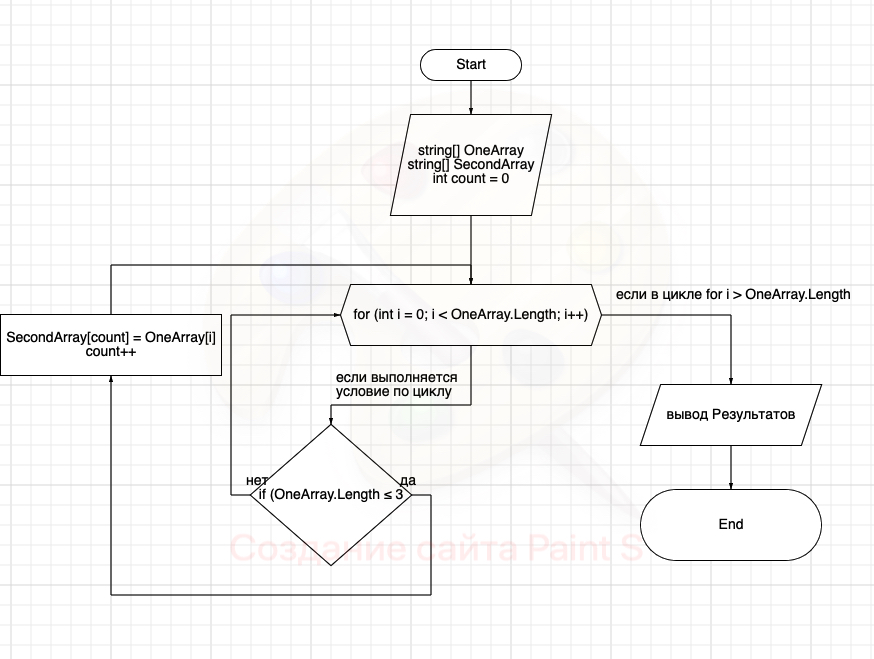 Start
string[] OneArray
string[] SecondArray
int count = 0
если в цикле for i > OneArray.Length
for (int i = 0; i < OneArray.Length; i++)
SecondArray[count] = OneArray[i]
count++
если выполняется
условие по циклу
вывод Результатов
нет
да
if (OneArray.Length ≤ 3
End
Создание сайта Paint S